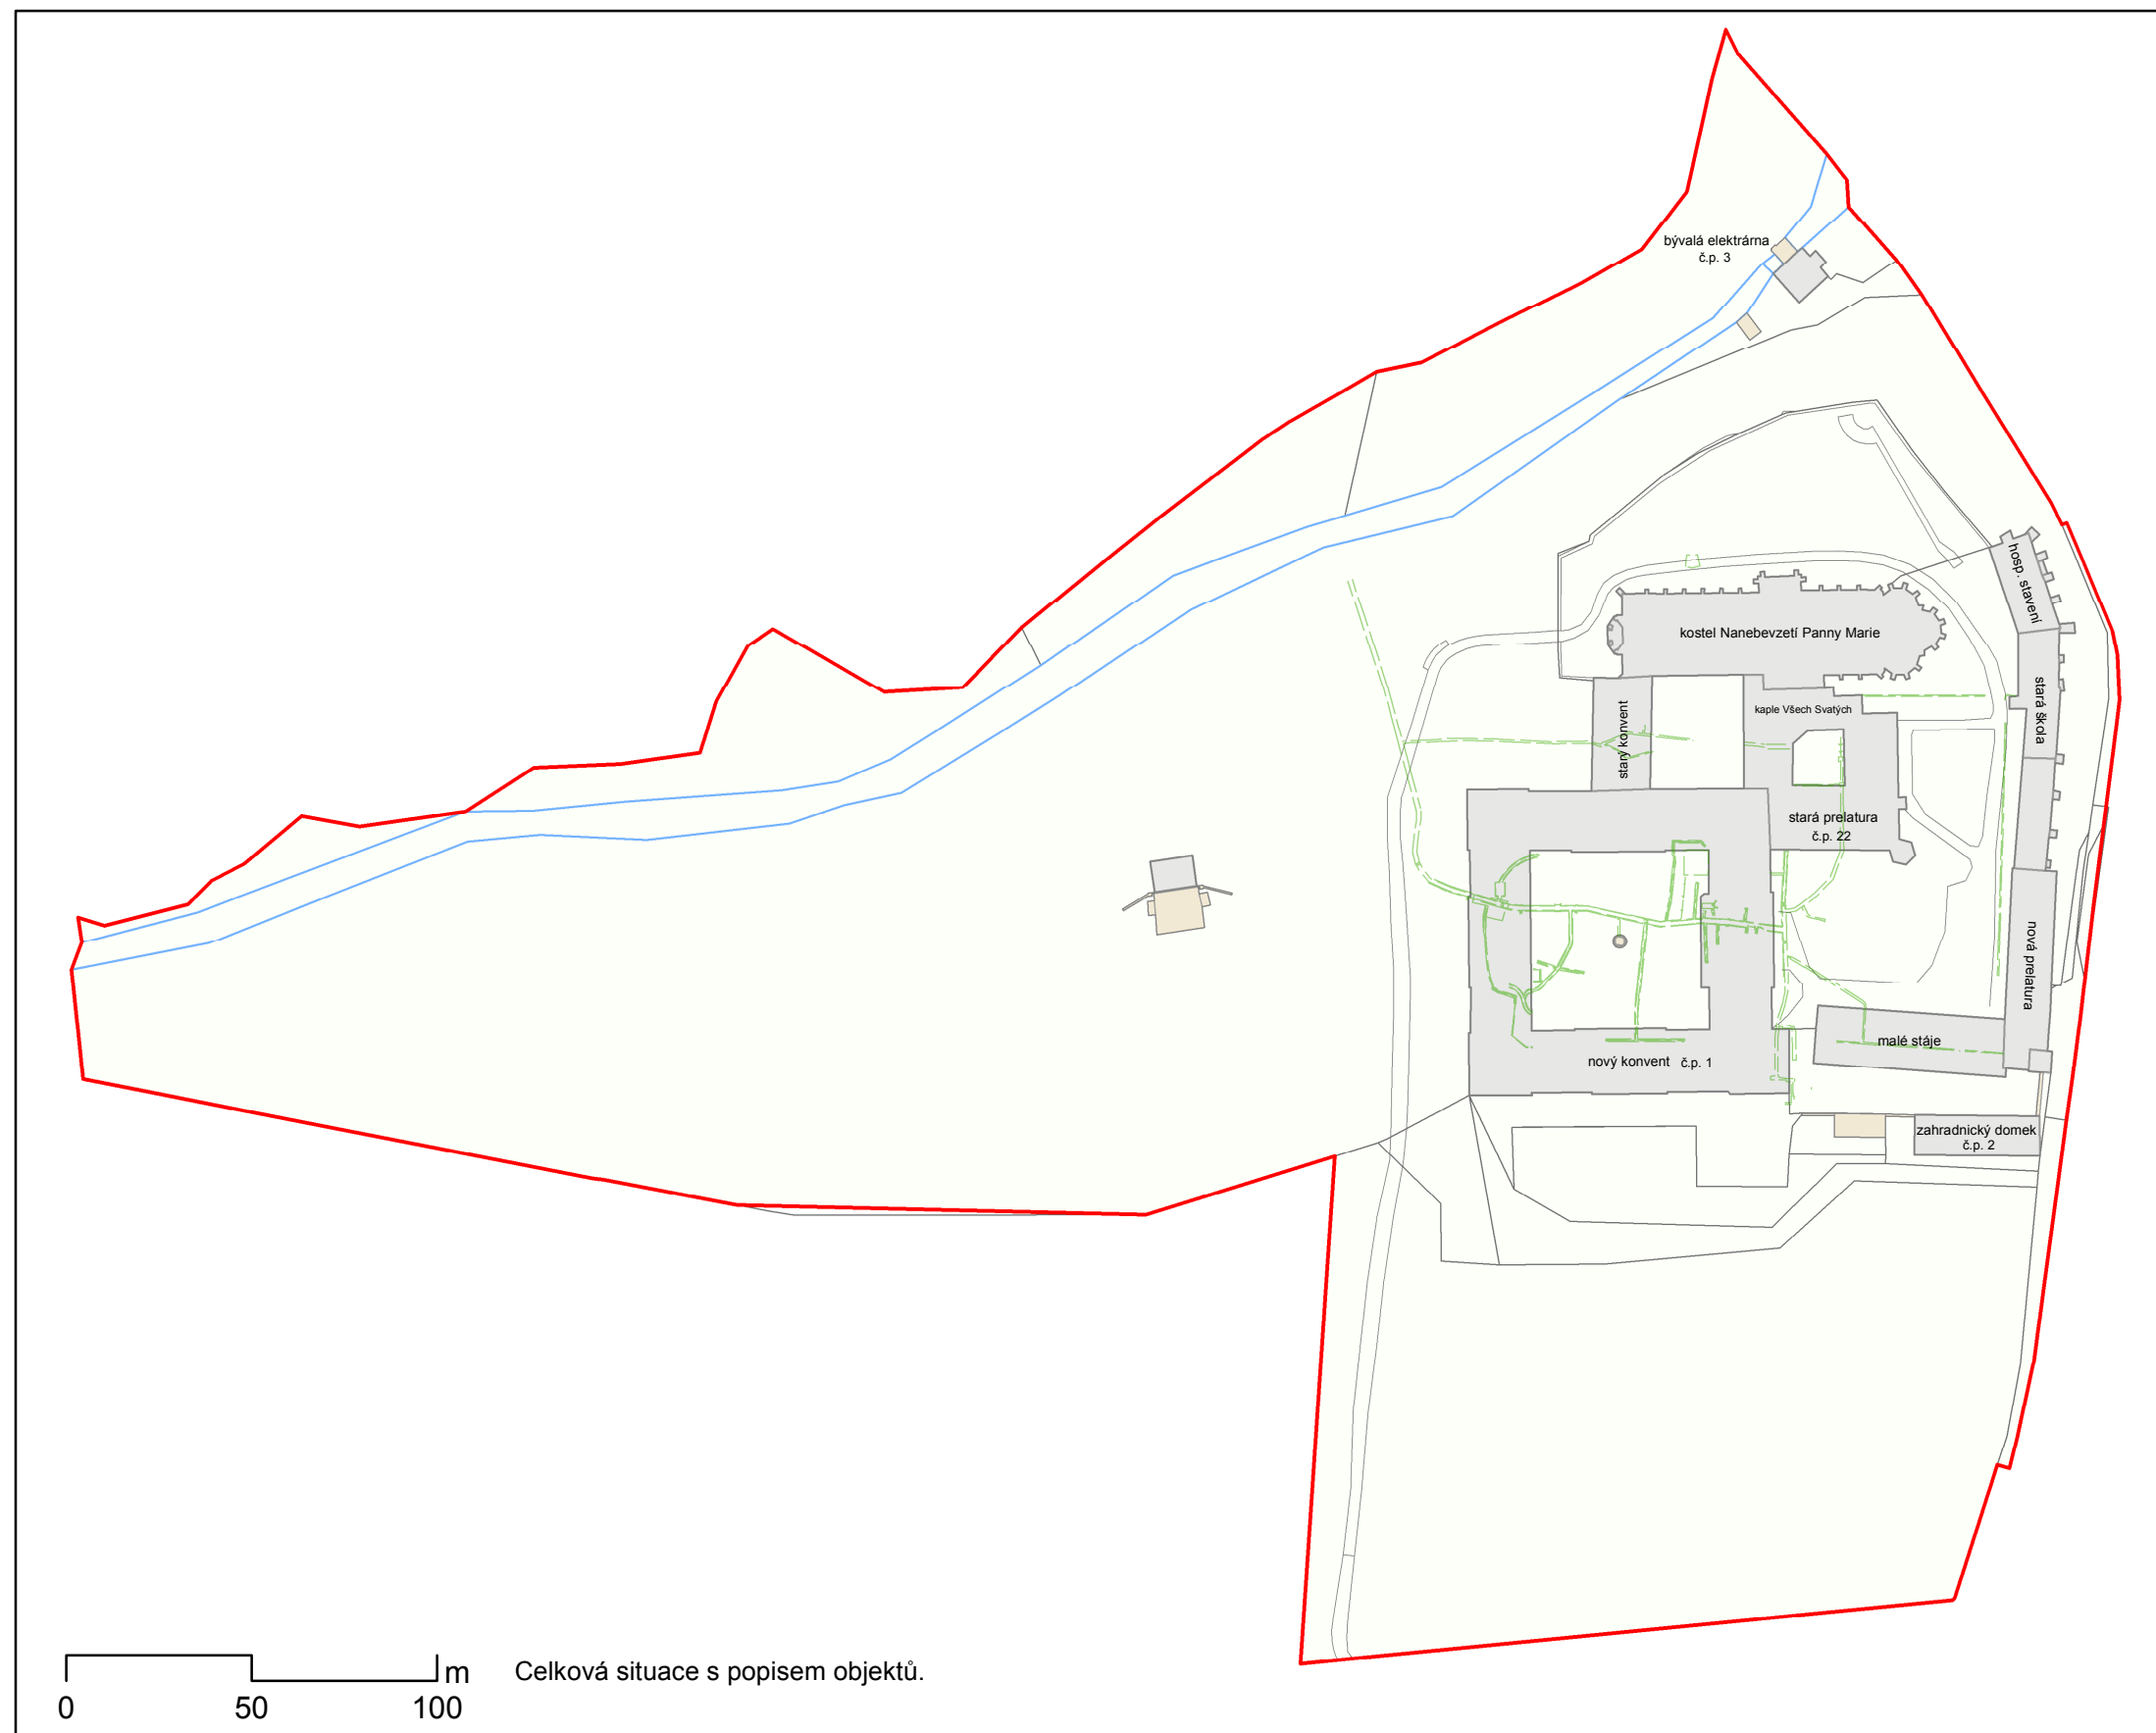 bývalá elektrárna
č.p. 3
hosp. stavení
kostel Nanebevzetí Panny Marie
stará škola
starý konvent
kaple Všech Svatých
stará prelatura
č.p. 22
nová prelatura
malé stáje
nový konvent č.p. 1
zahradnický domek
č.p. 2
m
Celková situace s popisem objektů.
0 50 100